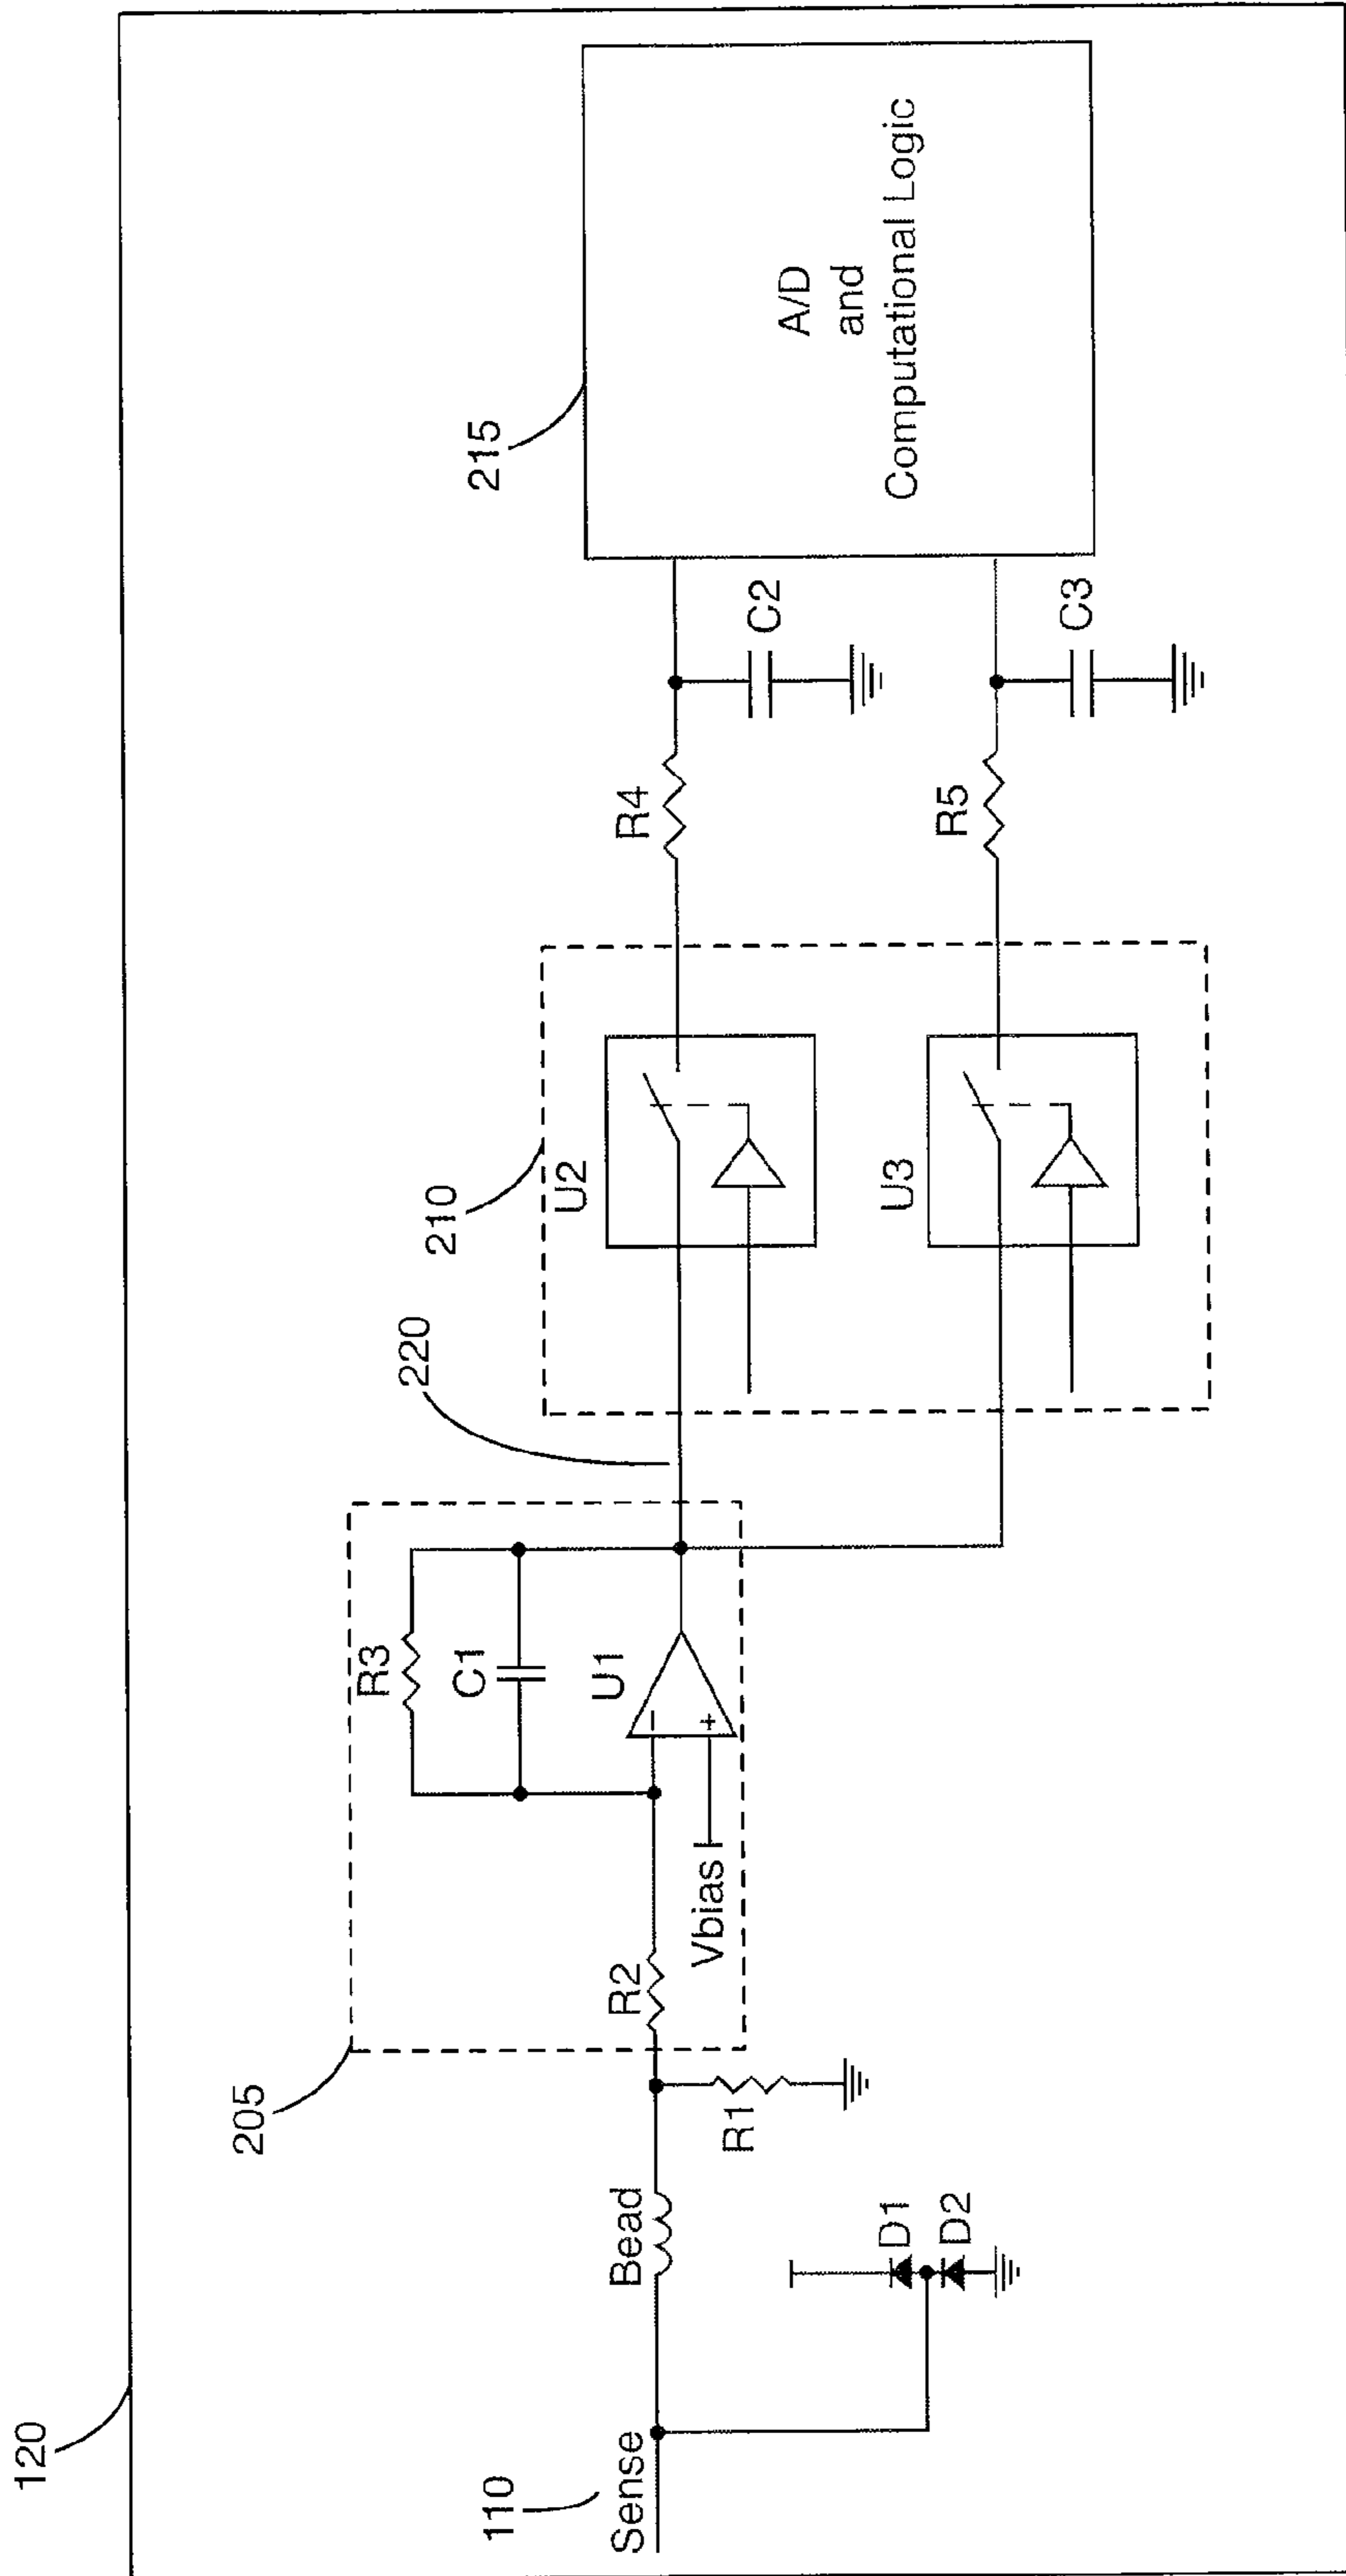 120
110
Sense
Bead
D1
D2
R1
205
R2
Vbias
R3
C1
U1
+
220
210
U2
U3
R4
R5
C2
C3
215
A/D
and
Computational Logic